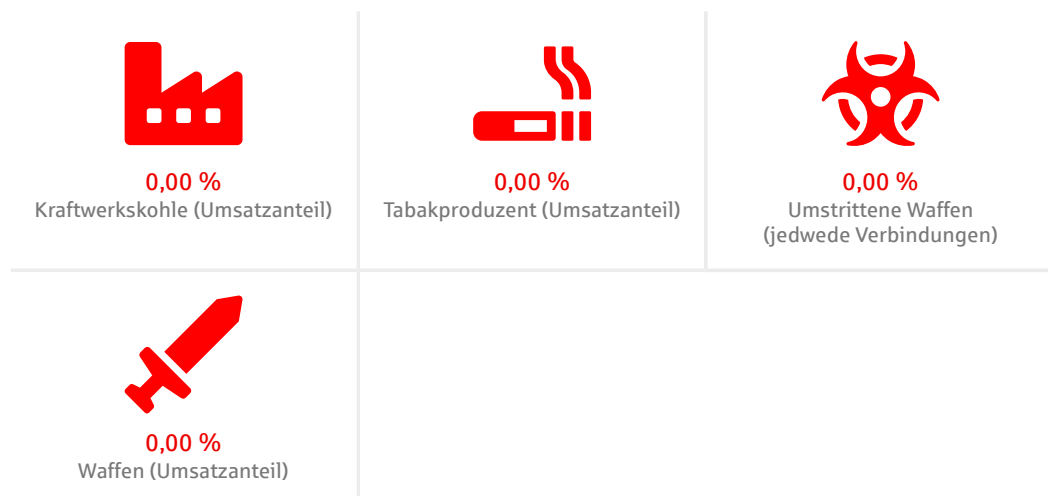 0,00 %
Kraftwerkskohle (Umsatzanteil)
0,00 %
Tabakproduzent (Umsatzanteil)
0,00 %
Umstrittene Waffen
(jedwede Verbindungen)
0,00 %
Waffen (Umsatzanteil)